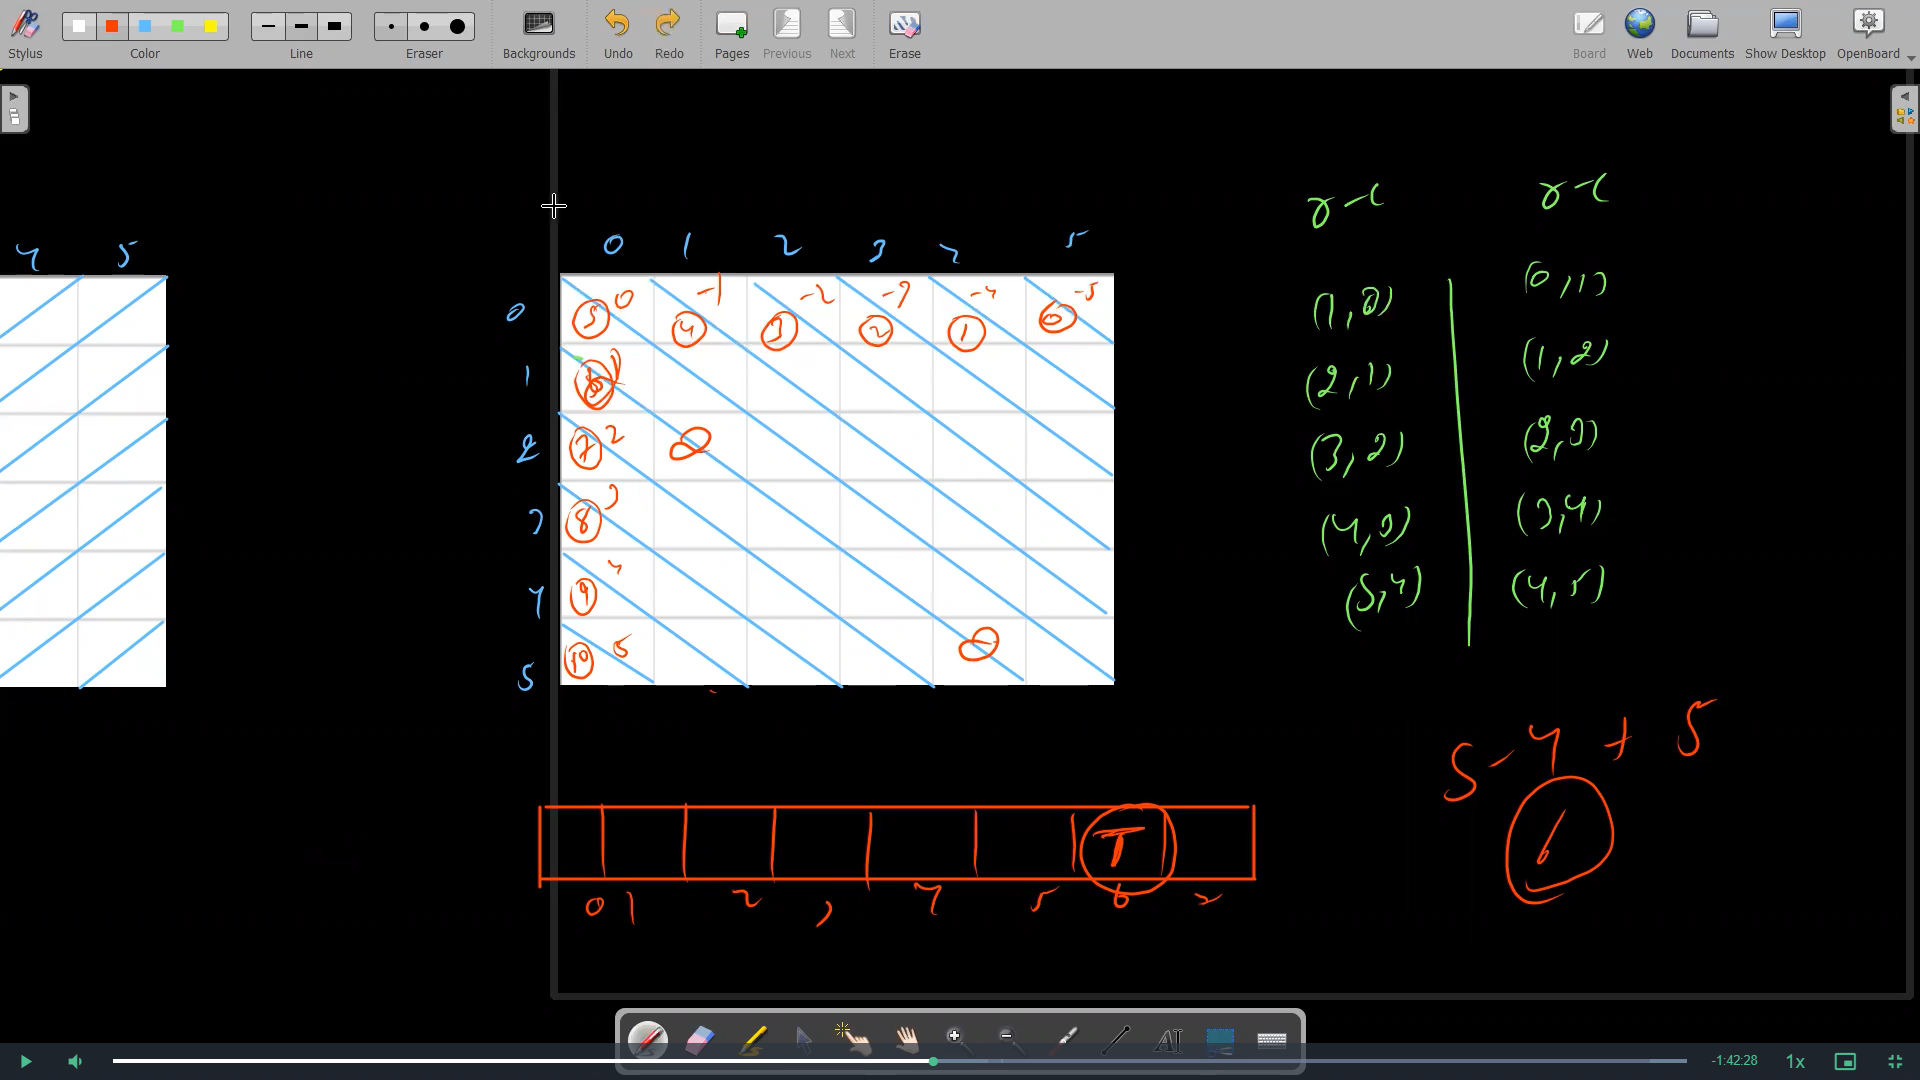 Stylus Color Line Eraser Backgrounds Undo Redo Pages Previous Next Erase Board Web Documents Show Desktop OpenBoard
r-c r-c
4 5 0 1 2 3 4 5
0 5 0 4 -1 3 -2 2 -3 1 -4 0 -5
1 6 1
2 7 2
3 8 3
4 9 4
5 10 5
(1,0) (0,1)
(2,1) (1,2)
(3,2) (2,3)
(4,3) (3,4)
(5,4) (4,5)
5-4+5
6
T
0 1 2 3 4 5 6
-1:42:28 1x